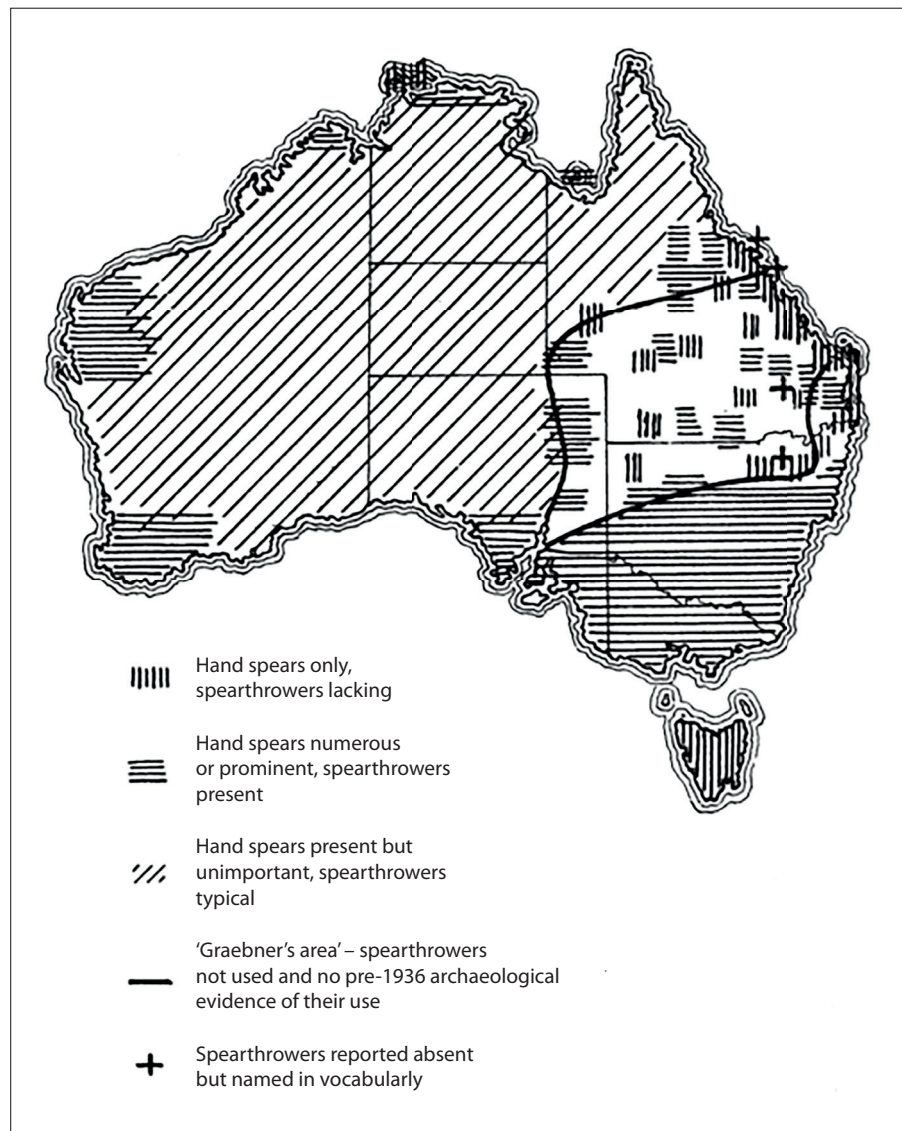 Hand spears only,
spearthrowers lacking
Hand spears numerous
or prominent, spearthrowers
present
Hand spears present but
unimportant, spearthrowers
typical
‘Graebner’s area’ – spearthrowers
not used and no pre-1936 archaeological
evidence of their use
Spearthrowers reported absent
but named in vocabularly